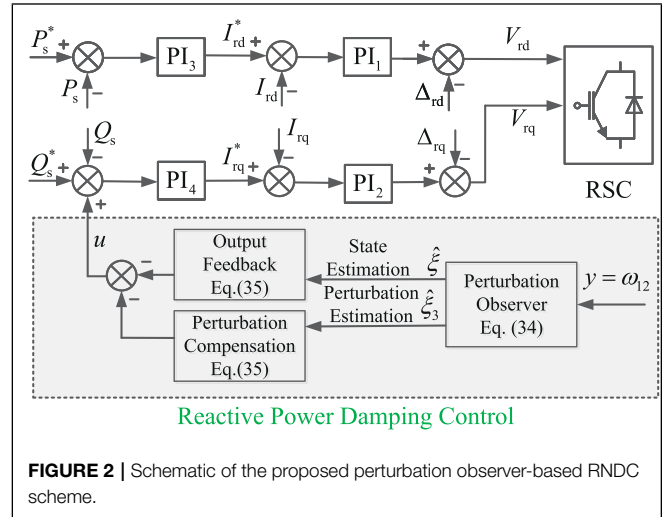 P_s^* + PI_3 I_rd^* + PI_1 + V_rd
P_s − I_rd − Δ_rd −
Q_s − I_rq − Δ_rq − V_rq
Q_s^* + PI_4 I_rq^* + PI_2 +
RSC
+
u
−
−
Output
Feedback
Eq.(35)
State
Estimation ξ̂
Perturbation
Estimation ξ̂_3
Perturbation
Compensation
Eq.(35)
Perturbation
Observer
Eq. (34)
y = ω_12
Reactive Power Damping Control
FIGURE 2 | Schematic of the proposed perturbation observer-based RNDC
scheme.